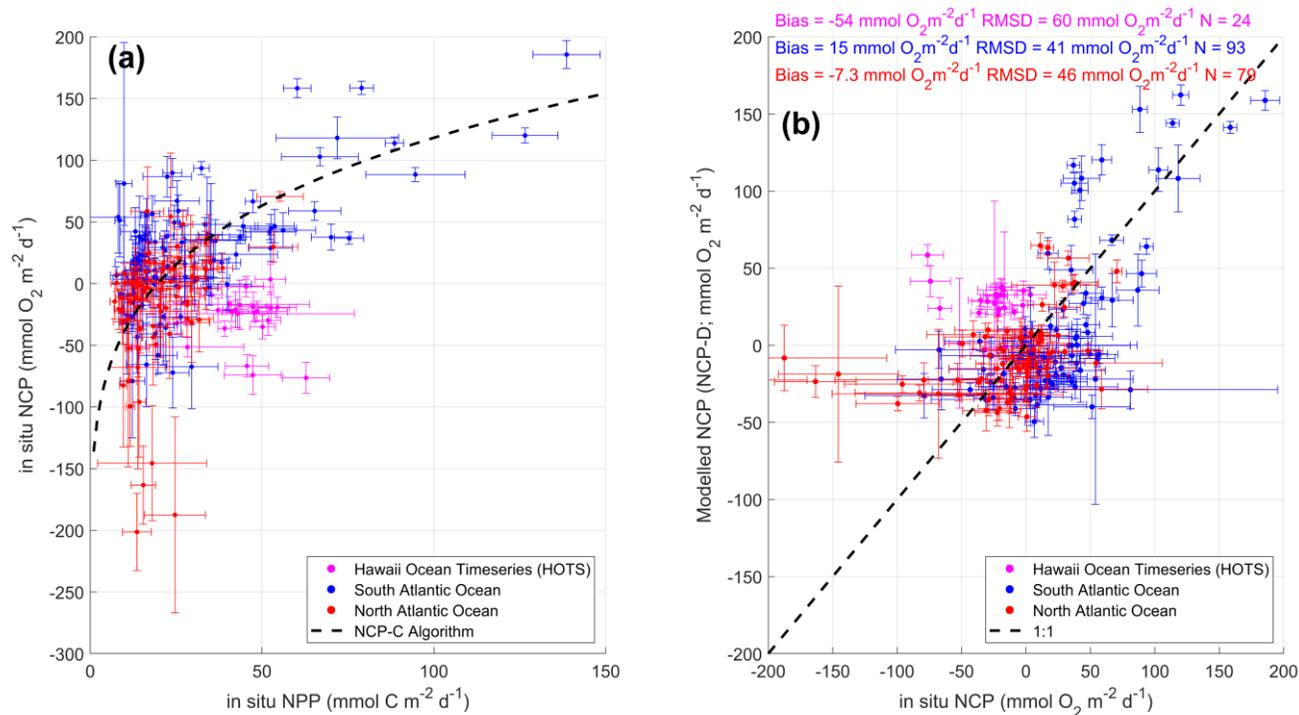 (a)
200
150
100
50
0
-50
-100
-150
-200
-250
-300
in situ NCP (mmol O2 m-2 d-1)
0
50
100
150
in situ NPP (mmol C m-2 d-1)
Hawaii Ocean Timeseries (HOTS)
South Atlantic Ocean
North Atlantic Ocean
NCP-C Algorithm
Bias = -54 mmol O2m-2d-1 RMSD = 60 mmol O2m-2d-1 N = 24
Bias = 15 mmol O2m-2d-1 RMSD = 41 mmol O2m-2d-1 N = 93
Bias = -7.3 mmol O2m-2d-1 RMSD = 46 mmol O2m-2d-1 N = 79
(b)
200
150
100
50
0
-50
-100
-150
-200
Modelled NCP (NCP-D; mmol O2 m-2 d-1)
-200
-150
-100
-50
0
50
100
150
200
in situ NCP (mmol O2 m-2 d-1)
Hawaii Ocean Timeseries (HOTS)
South Atlantic Ocean
North Atlantic Ocean
1:1